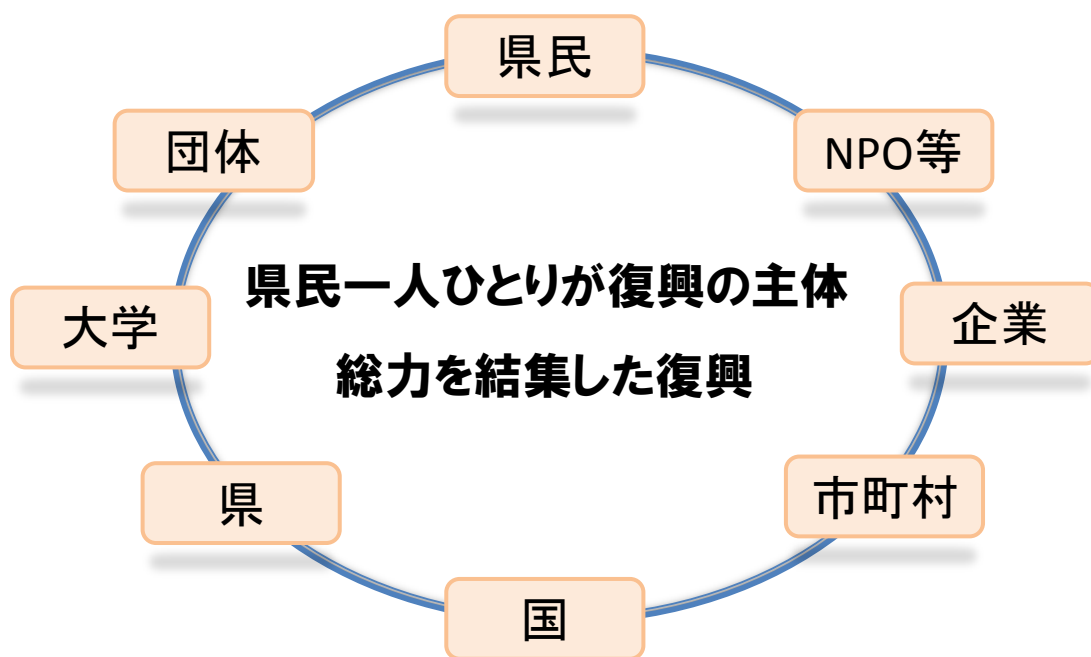 県民
団体
NPO等
県民一人ひとりが復興の主体
大学
企業
総力を結集した復興
県
市町村
国